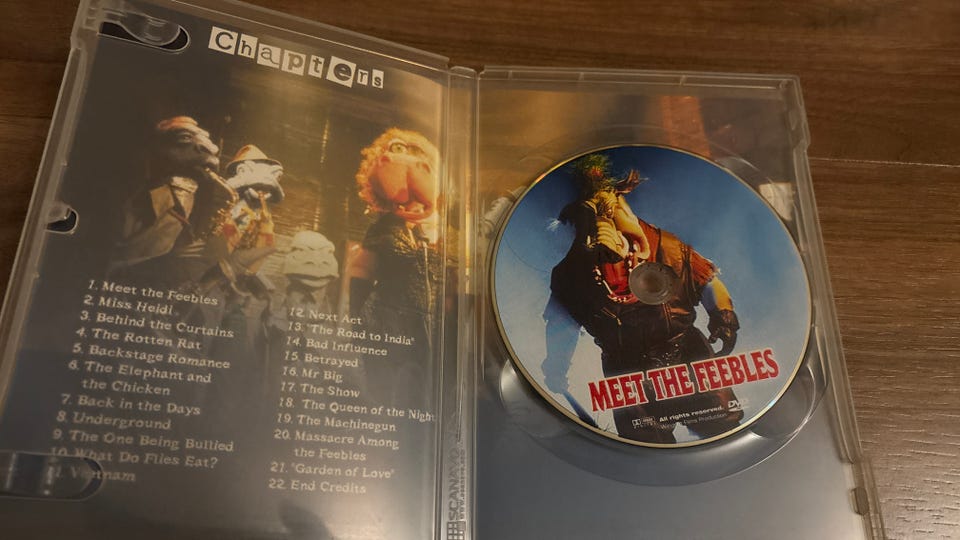 Chapters
1. Meet the Feebles
2. Miss Heidi
3. Behind the Curtains
4. The Rotten Rat
5. Backstage Romance
6. The Elephant and
the Chicken
7. Back in the Days
8. Underground
9. The One Being Bullied
10. What Do Flies Eat?
11. Vietnam
12. Next Act
13. "The Road to India"
14. Bad Influence
15. Betrayed
16. Mr Big
17. The Show
18. The Queen of the Night
19. The Machinegun
20. Massacre Among
the Feebles
21. "Garden of Love"
22. End Credits
SCANAVO
MEET THE FEEBLES
All rights reserved.
DVD